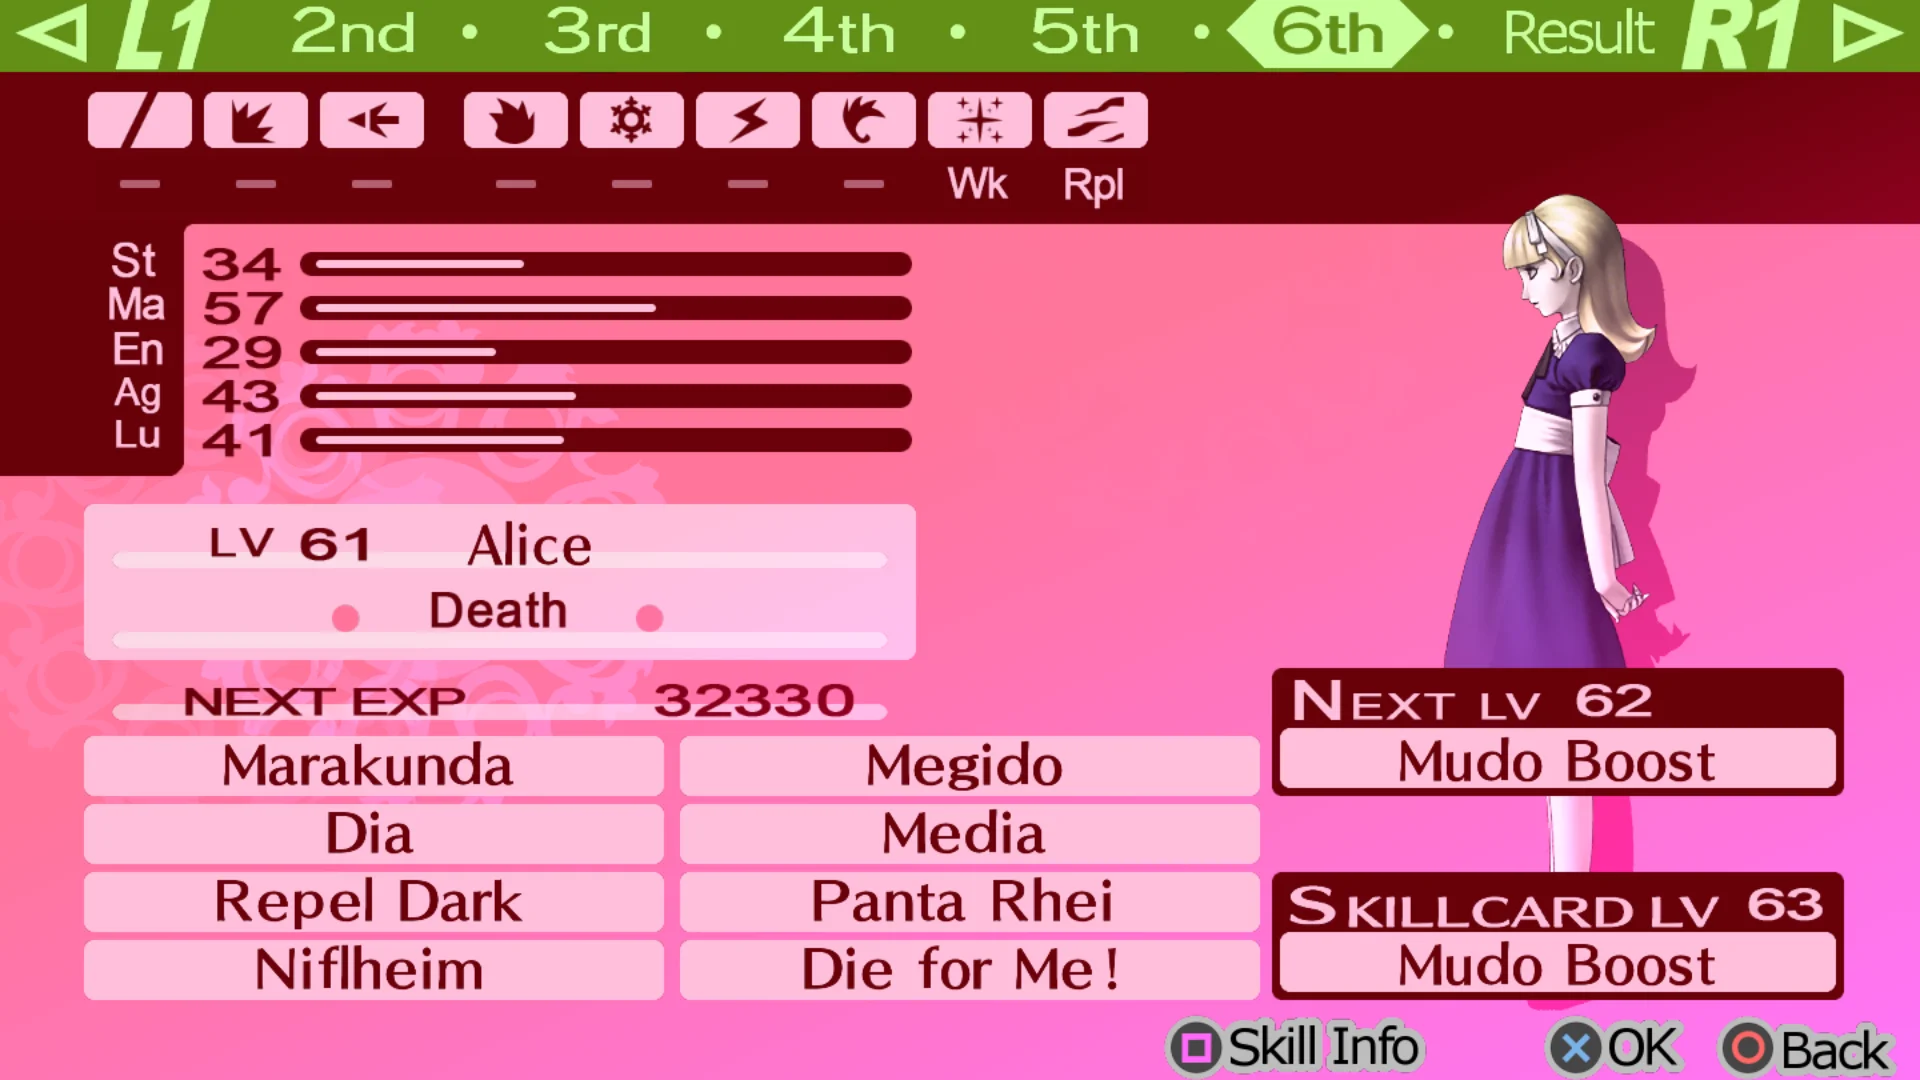 L1 2nd • 3rd • 4th • 5th • 6th • Result R1
Wk Rpl
St 34
Ma 57
En 29
Ag 43
Lu 41
LV 61 Alice
Death
NEXT EXP 32330
Marakunda Megido
Dia Media
Repel Dark Panta Rhei
Niflheim Die for Me!
NEXT LV 62
Mudo Boost
SKILLCARD LV 63
Mudo Boost
Skill Info OK Back